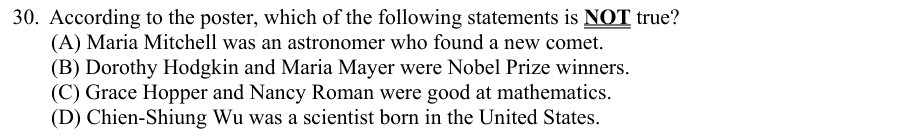 30. According to the poster, which of the following statements is NOT true?
(A) Maria Mitchell was an astronomer who found a new comet.
(B) Dorothy Hodgkin and Maria Mayer were Nobel Prize winners.
(C) Grace Hopper and Nancy Roman were good at mathematics.
(D) Chien-Shiung Wu was a scientist born in the United States.